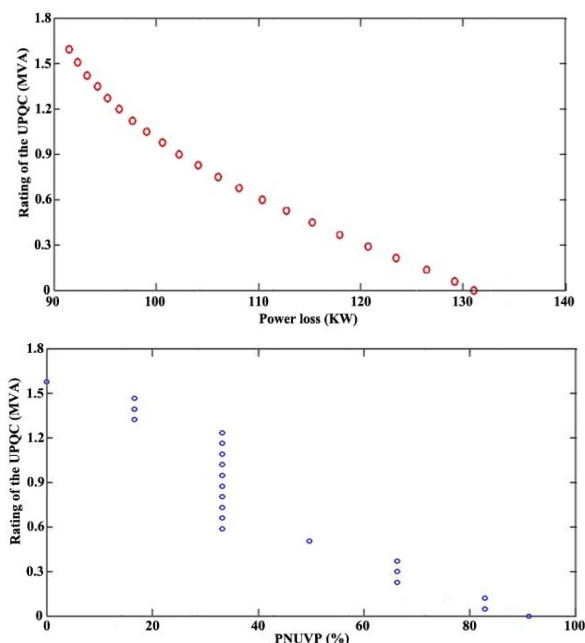 1.8
1.5
1.2
0.9
0.6
0.3
0
Rating of the UPQC (MVA)
90 100 110 120 130 140
Power loss (KW)
1.8
1.5
1.2
0.9
0.6
0.3
0
Rating of the UPQC (MVA)
0 20 40 60 80 100
PNUVP (%)